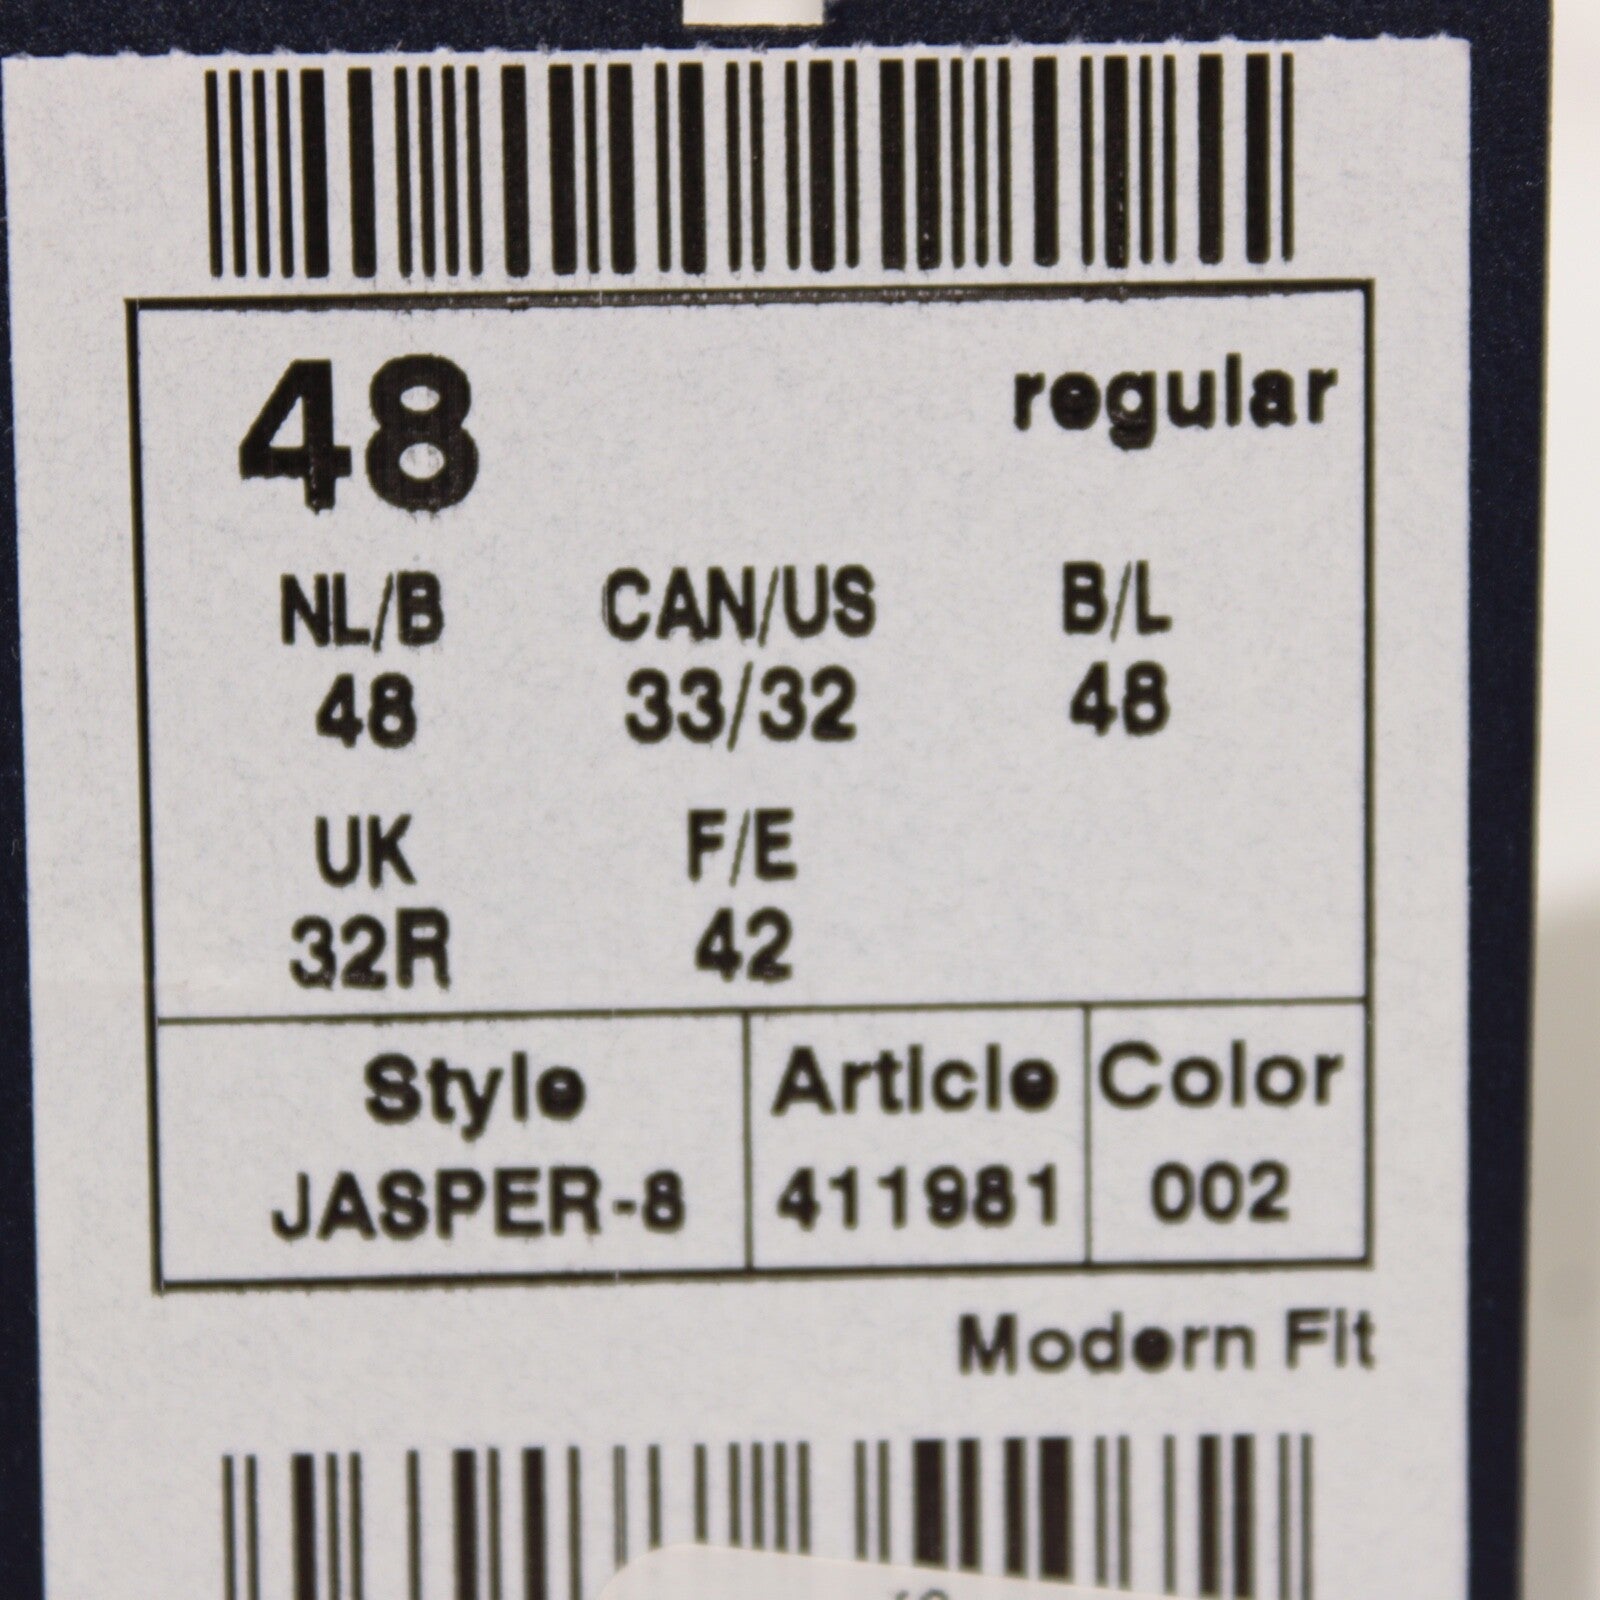 48 regular
NL/B CAN/US B/L
48 33/32 48
UK F/E
32R 42
Style Article Color
JASPER-8 411981 002
Modern Fit